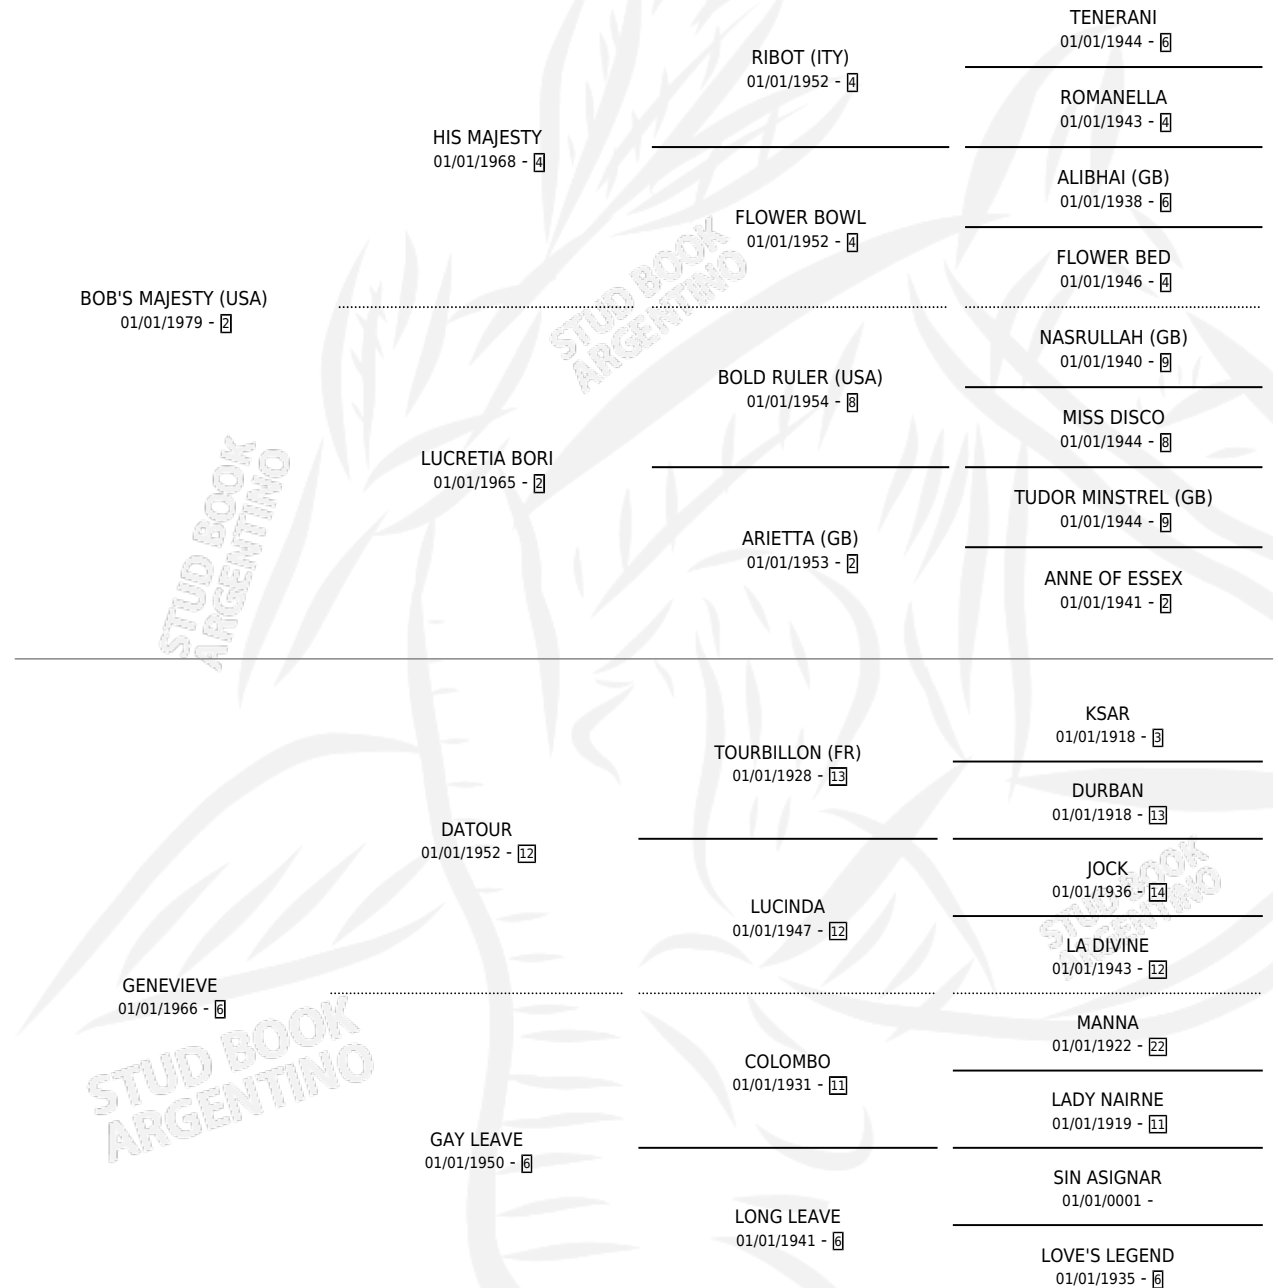 TENERANI
01/01/1944 - 6
RIBOT (ITY)
01/01/1952 - 4
ROMANELLA
01/01/1943 - 4
HIS MAJESTY
01/01/1968 - 4
ALIBHAI (GB)
01/01/1938 - 6
FLOWER BOWL
01/01/1952 - 4
FLOWER BED
01/01/1946 - 4
BOB'S MAJESTY (USA)
01/01/1979 - 2
NASRULLAH (GB)
01/01/1940 - 9
BOLD RULER (USA)
01/01/1954 - 8
MISS DISCO
01/01/1944 - 8
LUCRETIA BORI
01/01/1965 - 2
TUDOR MINSTREL (GB)
01/01/1944 - 9
ARIETTA (GB)
01/01/1953 - 2
ANNE OF ESSEX
01/01/1941 - 2
KSAR
01/01/1918 - 3
TOURBILLON (FR)
01/01/1928 - 13
DURBAN
01/01/1918 - 13
DATOUR
01/01/1952 - 12
JOCK
01/01/1936 - 14
LUCINDA
01/01/1947 - 12
LA DIVINE
01/01/1943 - 12
GENEVIEVE
01/01/1966 - 6
MANNA
01/01/1922 - 22
COLOMBO
01/01/1931 - 11
LADY NAIRNE
01/01/1919 - 11
GAY LEAVE
01/01/1950 - 6
SIN ASIGNAR
01/01/0001 -
LONG LEAVE
01/01/1941 - 6
LOVE'S LEGEND
01/01/1935 - 6
STUD BOOK
ARGENTINO
STUD BOOK
ARGENTINO
STUD BOOK
ARGENTINO
STUD BOOK
ARGENTINO